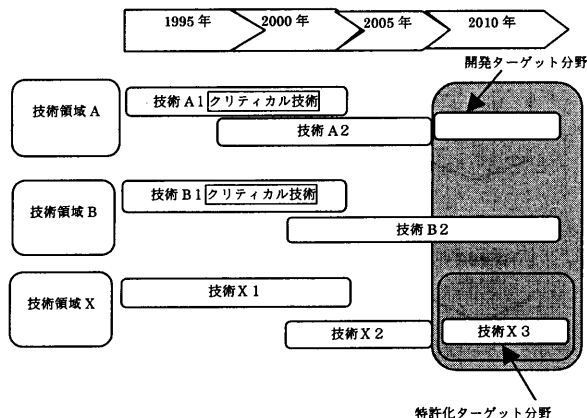 1995年
2000年
2005年
2010年
開発ターゲット分野
技術領域A
技術A1 クリティカル技術
技術A2
技術領域B
技術B1 クリティカル技術
技術B2
技術領域X
技術X1
技術X2
技術X3
特許化ターゲット分野